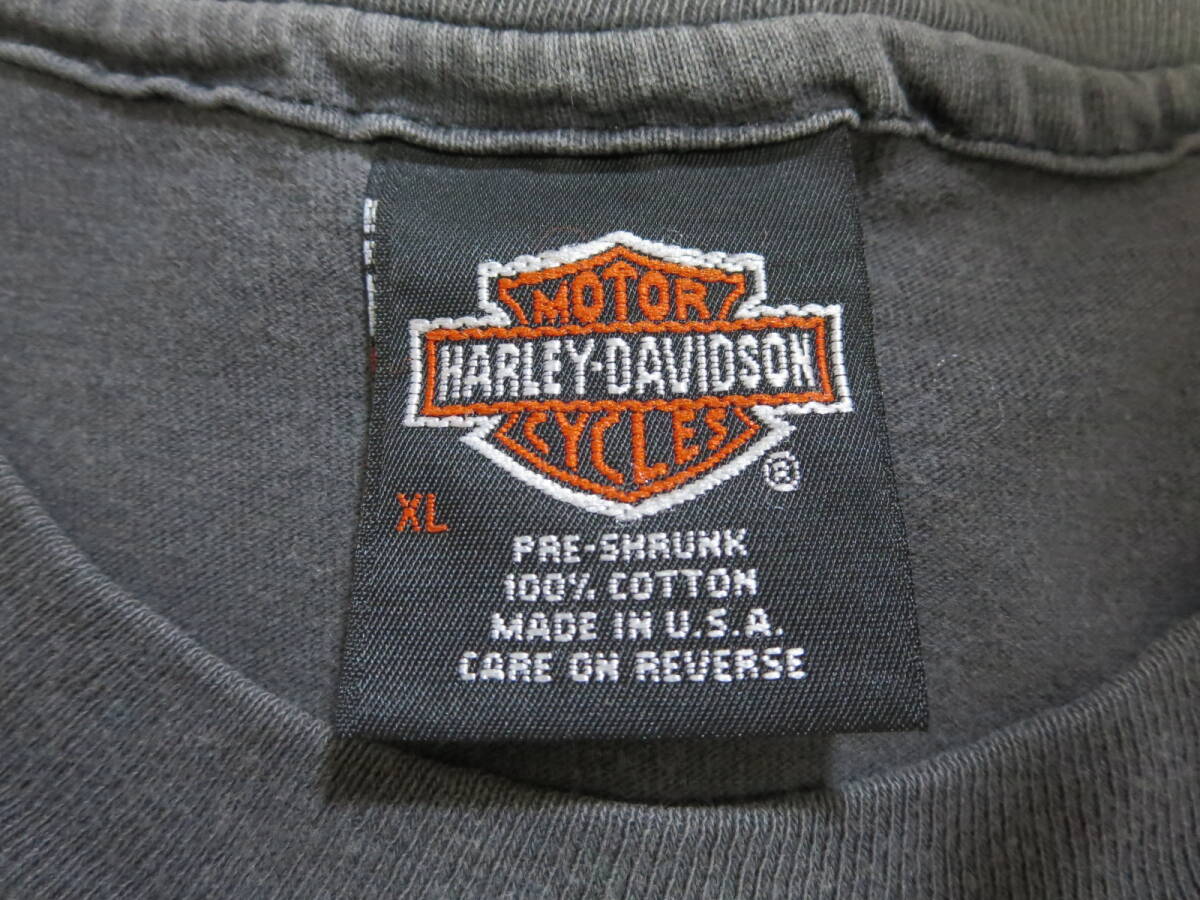 MOTOR
HARLEY-DAVIDSON
CYCLES
®
XL
PRE-SHRUNK
100% COTTON
MADE IN U.S.A.
CARE ON REVERSE